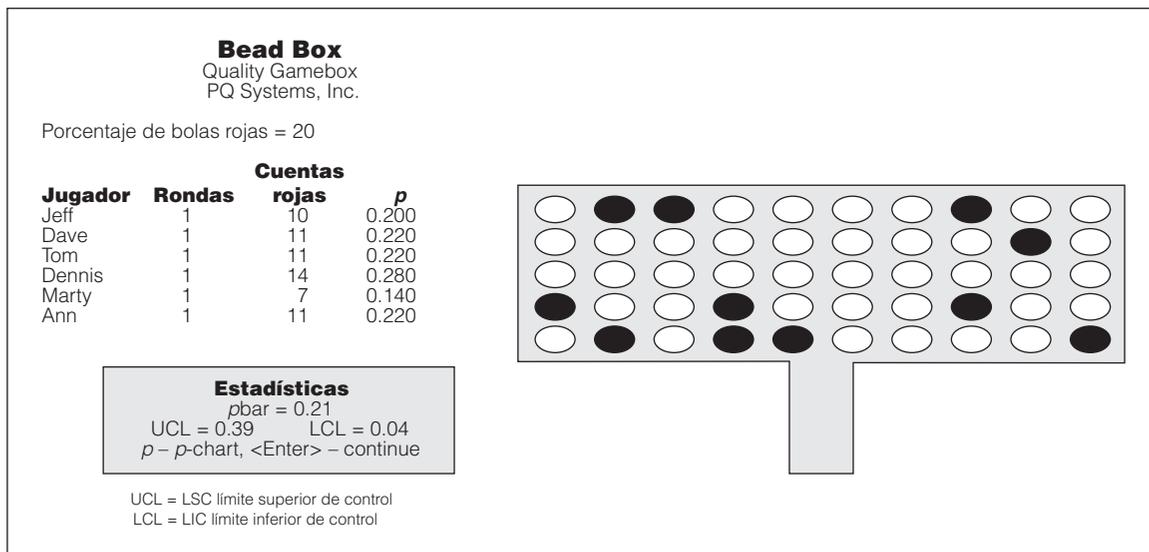 Bead Box
Quality Gamebox
PQ Systems, Inc.
Porcentaje de bolas rojas = 20
Cuentas
Jugador Rondas rojas p
Jeff 1 10 0.200
Dave 1 11 0.220
Tom 1 11 0.220
Dennis 1 14 0.280
Marty 1 7 0.140
Ann 1 11 0.220
Estadísticas
pbar = 0.21
UCL = 0.39 LCL = 0.04
p – p-chart, <Enter> – continue
UCL = LSC límite superior de control
LCL = LIC límite inferior de control